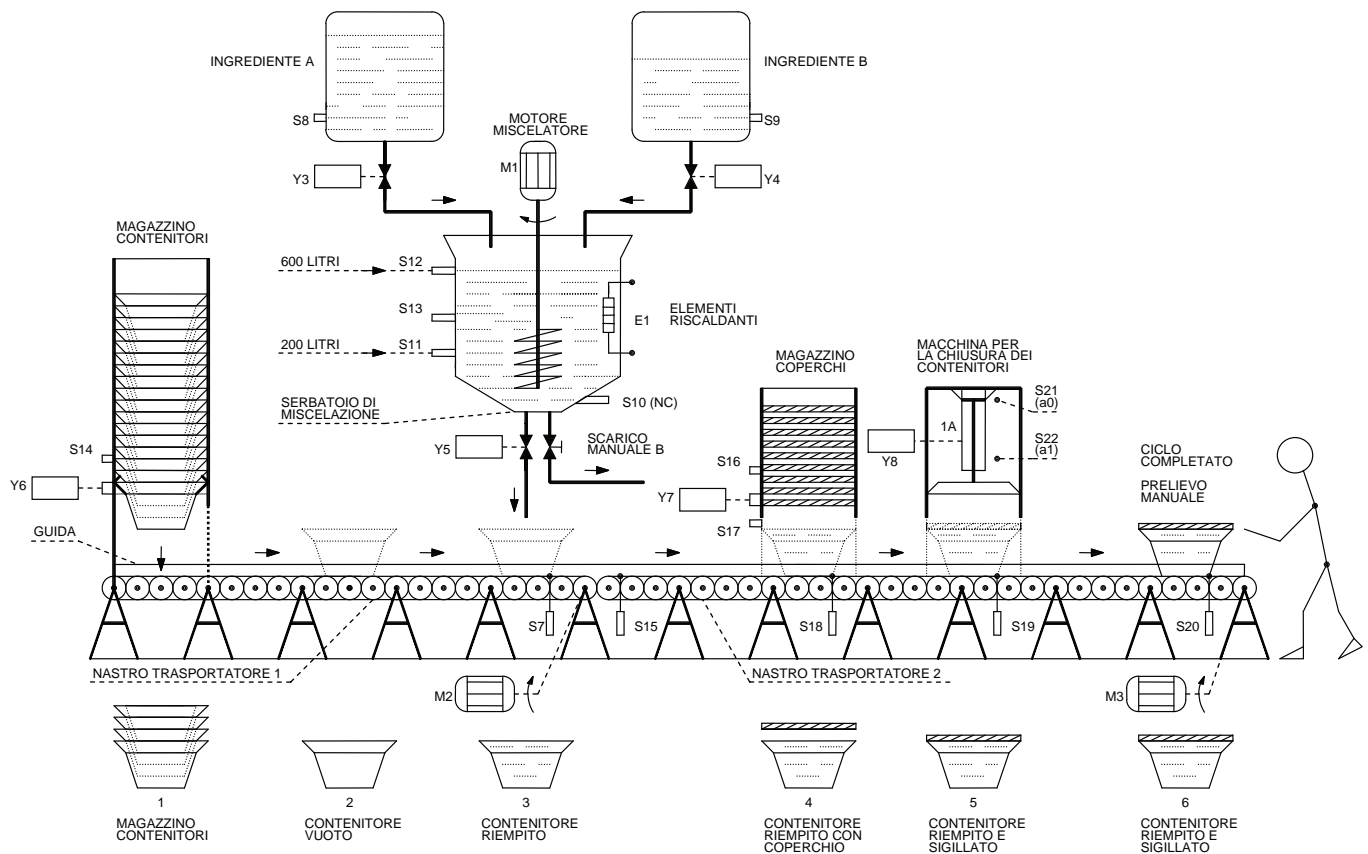 INGREDIENTE A
INGREDIENTE B
S8
S9
MOTORE
MISCELATORE
M1
Y3
Y4
MAGAZZINO
CONTENITORI
600 LITRI
S12
S13
E1
ELEMENTI
RISCALDANTI
200 LITRI
S11
MAGAZZINO
COPERCHI
MACCHINA PER
LA CHIUSURA DEI
CONTENITORI
SERBATOIO DI
MISCELAZIONE
S10 (NC)
S21
(a0)
1A
S22
(a1)
Y5
SCARICO
MANUALE B
Y8
S14
S16
CICLO
COMPLETATO
Y6
Y7
PRELIEVO
MANUALE
GUIDA
S17
S7
S15
S18
S19
S20
NASTRO TRASPORTATORE 1
M2
NASTRO TRASPORTATORE 2
M3
1
2
3
4
5
6
MAGAZZINO
CONTENITORI
CONTENITORE
VUOTO
CONTENITORE
RIEMPITO
CONTENITORE
RIEMPITO CON
COPERCHIO
CONTENITORE
RIEMPITO E
SIGILLATO
CONTENITORE
RIEMPITO E
SIGILLATO